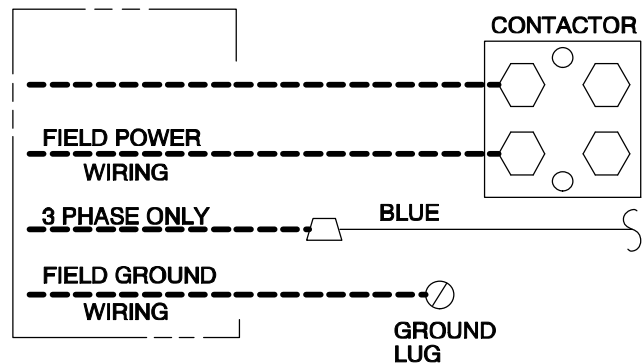 CONTACTOR
FIELD POWER
WIRING
3 PHASE ONLY
BLUE
FIELD GROUND
WIRING
GROUND
LUG